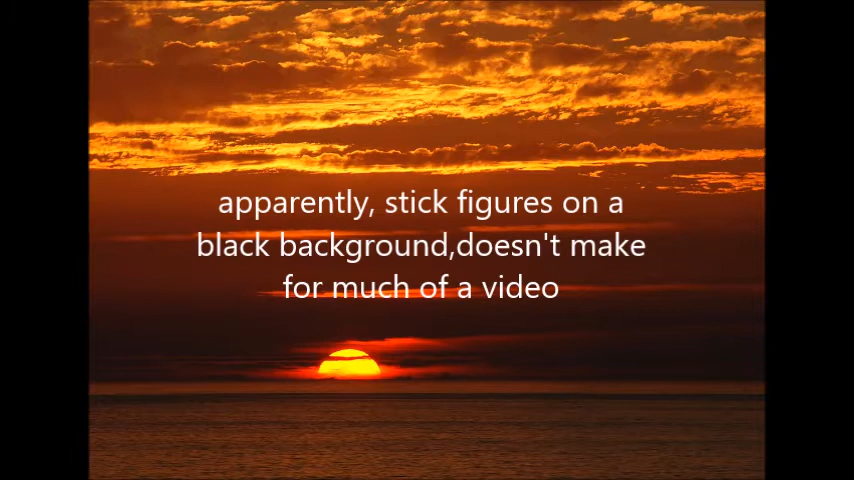 apparently, stick figures on a
black background,doesn't make
for much of a video